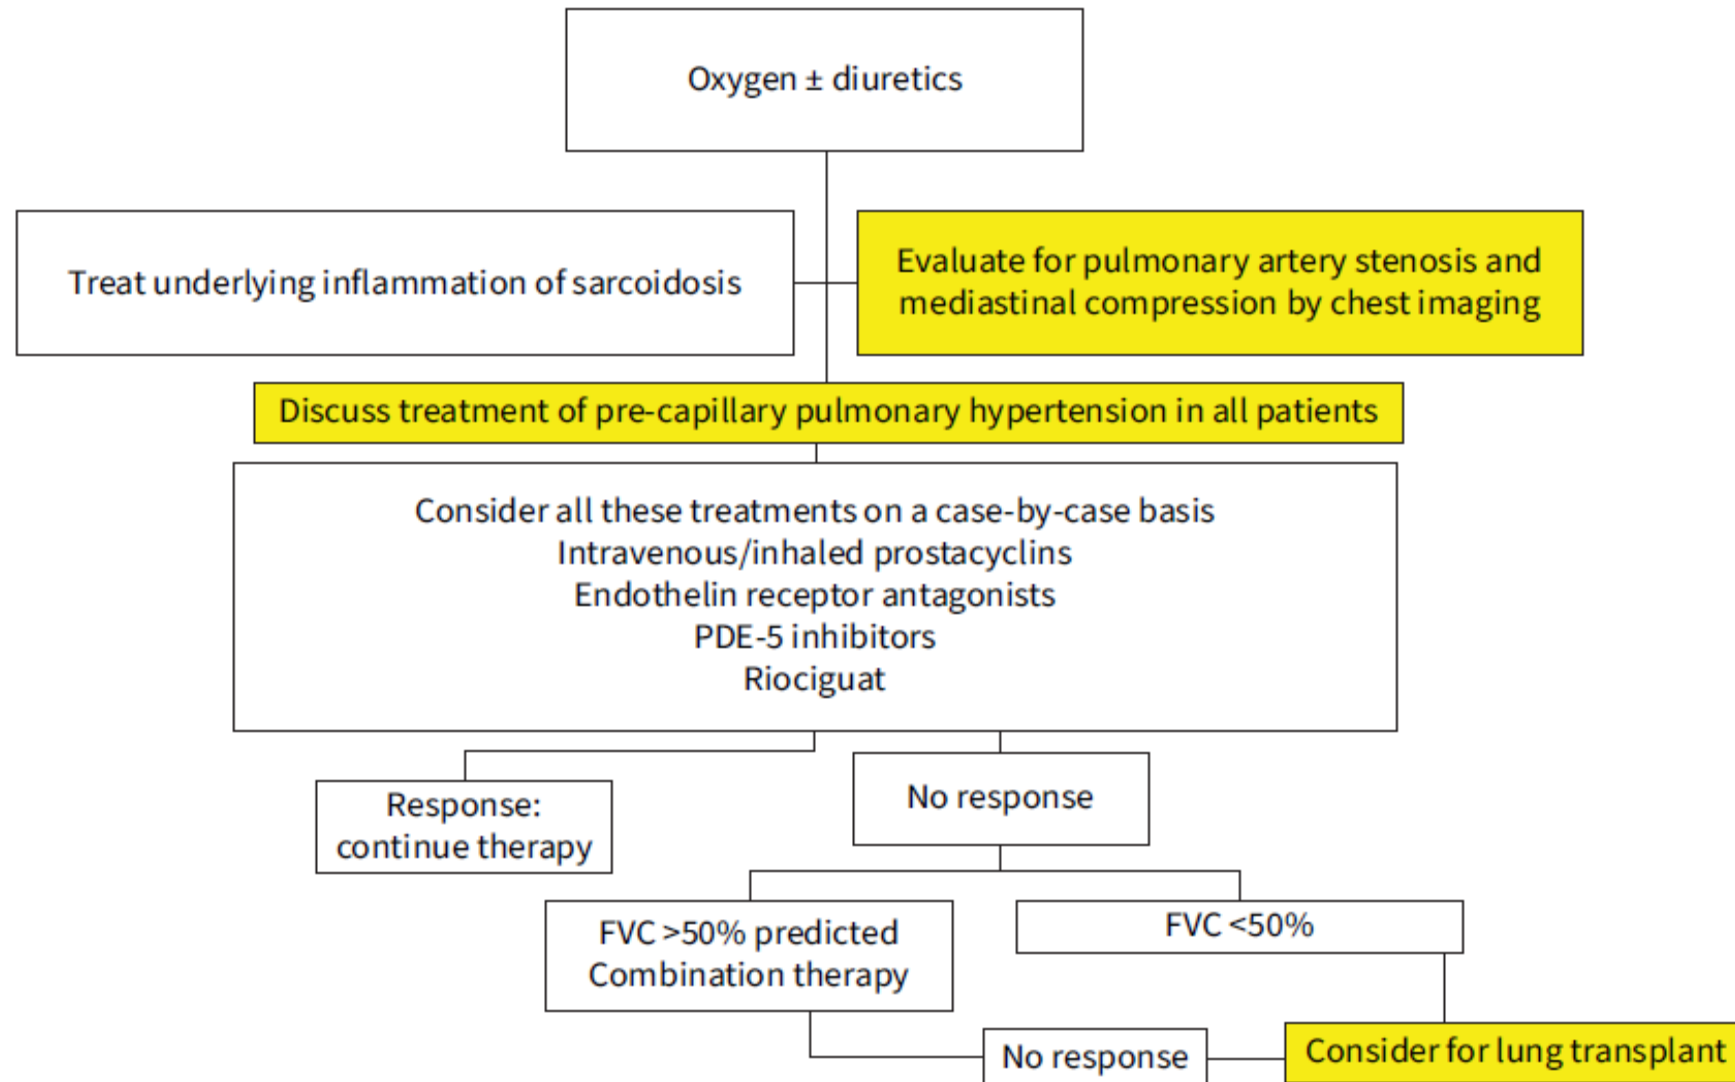 Oxygen ± diuretics
Treat underlying inflammation of sarcoidosis
Evaluate for pulmonary artery stenosis and
mediastinal compression by chest imaging
Discuss treatment of pre-capillary pulmonary hypertension in all patients
Consider all these treatments on a case-by-case basis
Intravenous/inhaled prostacyclins
Endothelin receptor antagonists
PDE-5 inhibitors
Riociguat
Response:
continue therapy
No response
FVC >50% predicted
Combination therapy
FVC <50%
No response
Consider for lung transplant